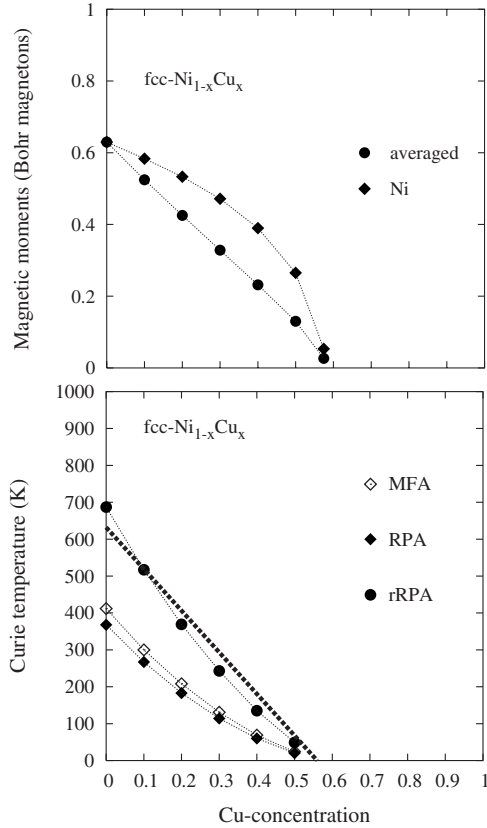 1
0.8
0.6
0.4
0.2
0
Magnetic moments (Bohr magnetons)
fcc-Ni1-xCux
averaged
Ni
1000
900
800
700
600
500
400
300
200
100
0
Curie temperature (K)
fcc-Ni1-xCux
MFA
RPA
rRPA
0 0.1 0.2 0.3 0.4 0.5 0.6 0.7 0.8 0.9 1
Cu-concentration